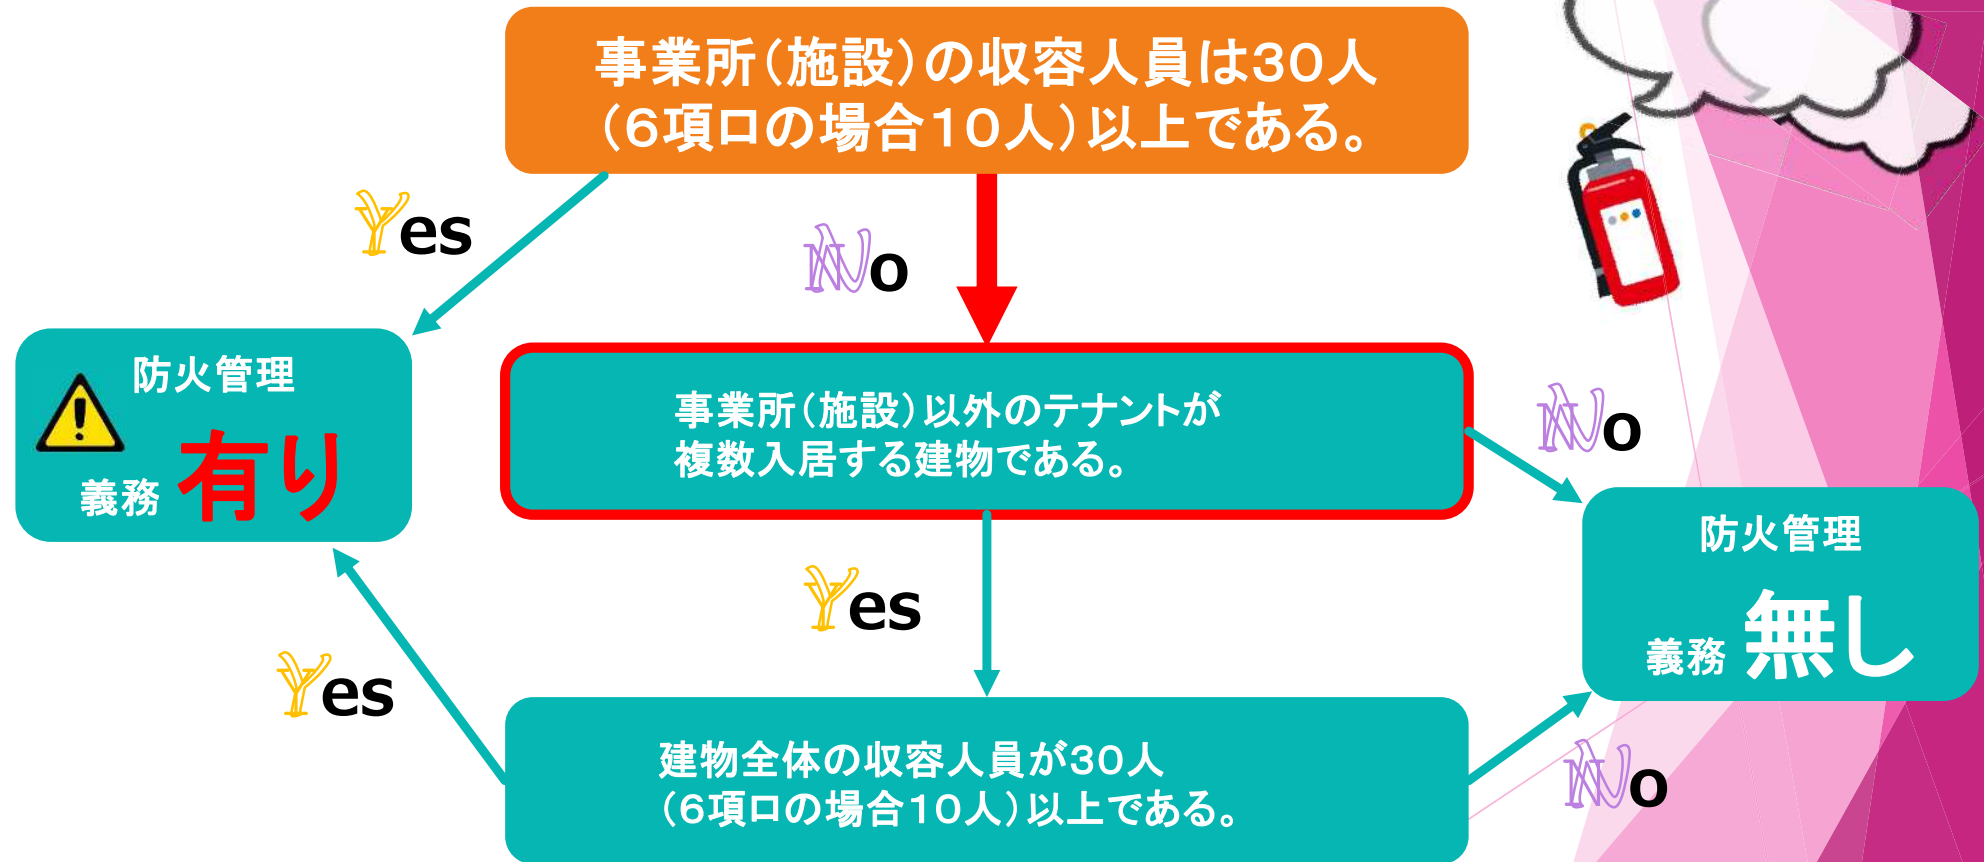 事業所（施設）の収容人員は３０人
（６項ロの場合１０人）以上である。
Yes
No
防火管理
義務 有り
事業所（施設）以外のテナントが
複数入居する建物である。
No
防火管理
義務 無し
Yes
Yes
建物全体の収容人員が３０人
（６項ロの場合１０人）以上である。
No